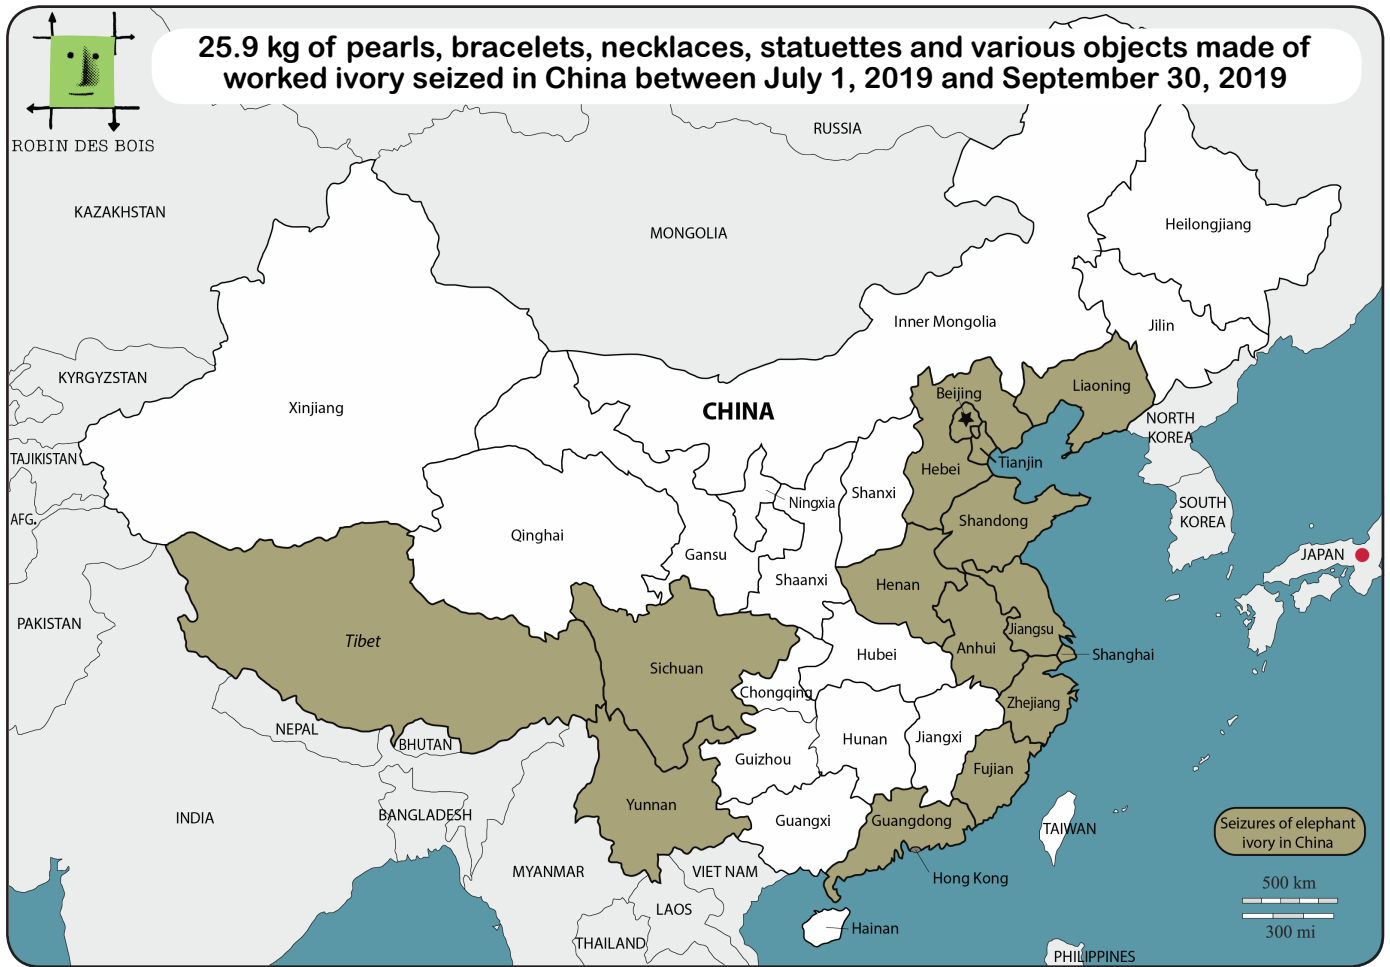 25.9 kg of pearls, bracelets, necklaces, statuettes and various objects made of
worked ivory seized in China between July 1, 2019 and September 30, 2019
ROBIN DES BOIS
RUSSIA
KAZAKHSTAN
MONGOLIA
Heilongjiang
Inner Mongolia
Jilin
KYRGYZSTAN
Xinjiang
CHINA
Beijing
Liaoning
NORTH
KOREA
TAJIKISTAN
Hebei
Tianjin
Shanxi
Ningxia
SOUTH
KOREA
AFG.
Qinghai
Gansu
Shandong
JAPAN
Shaanxi
Henan
PAKISTAN
Tibet
Jiangsu
Anhui
Shanghai
Hubei
Sichuan
Chongqing
Zhejiang
NEPAL
BHUTAN
Hunan
Jiangxi
Guizhou
Fujian
Yunnan
INDIA
BANGLADESH
Guangxi
Guangdong
TAIWAN
Seizures of elephant
ivory in China
MYANMAR
VIET NAM
Hong Kong
500 km
LAOS
Hainan
300 mi
THAILAND
PHILIPPINES